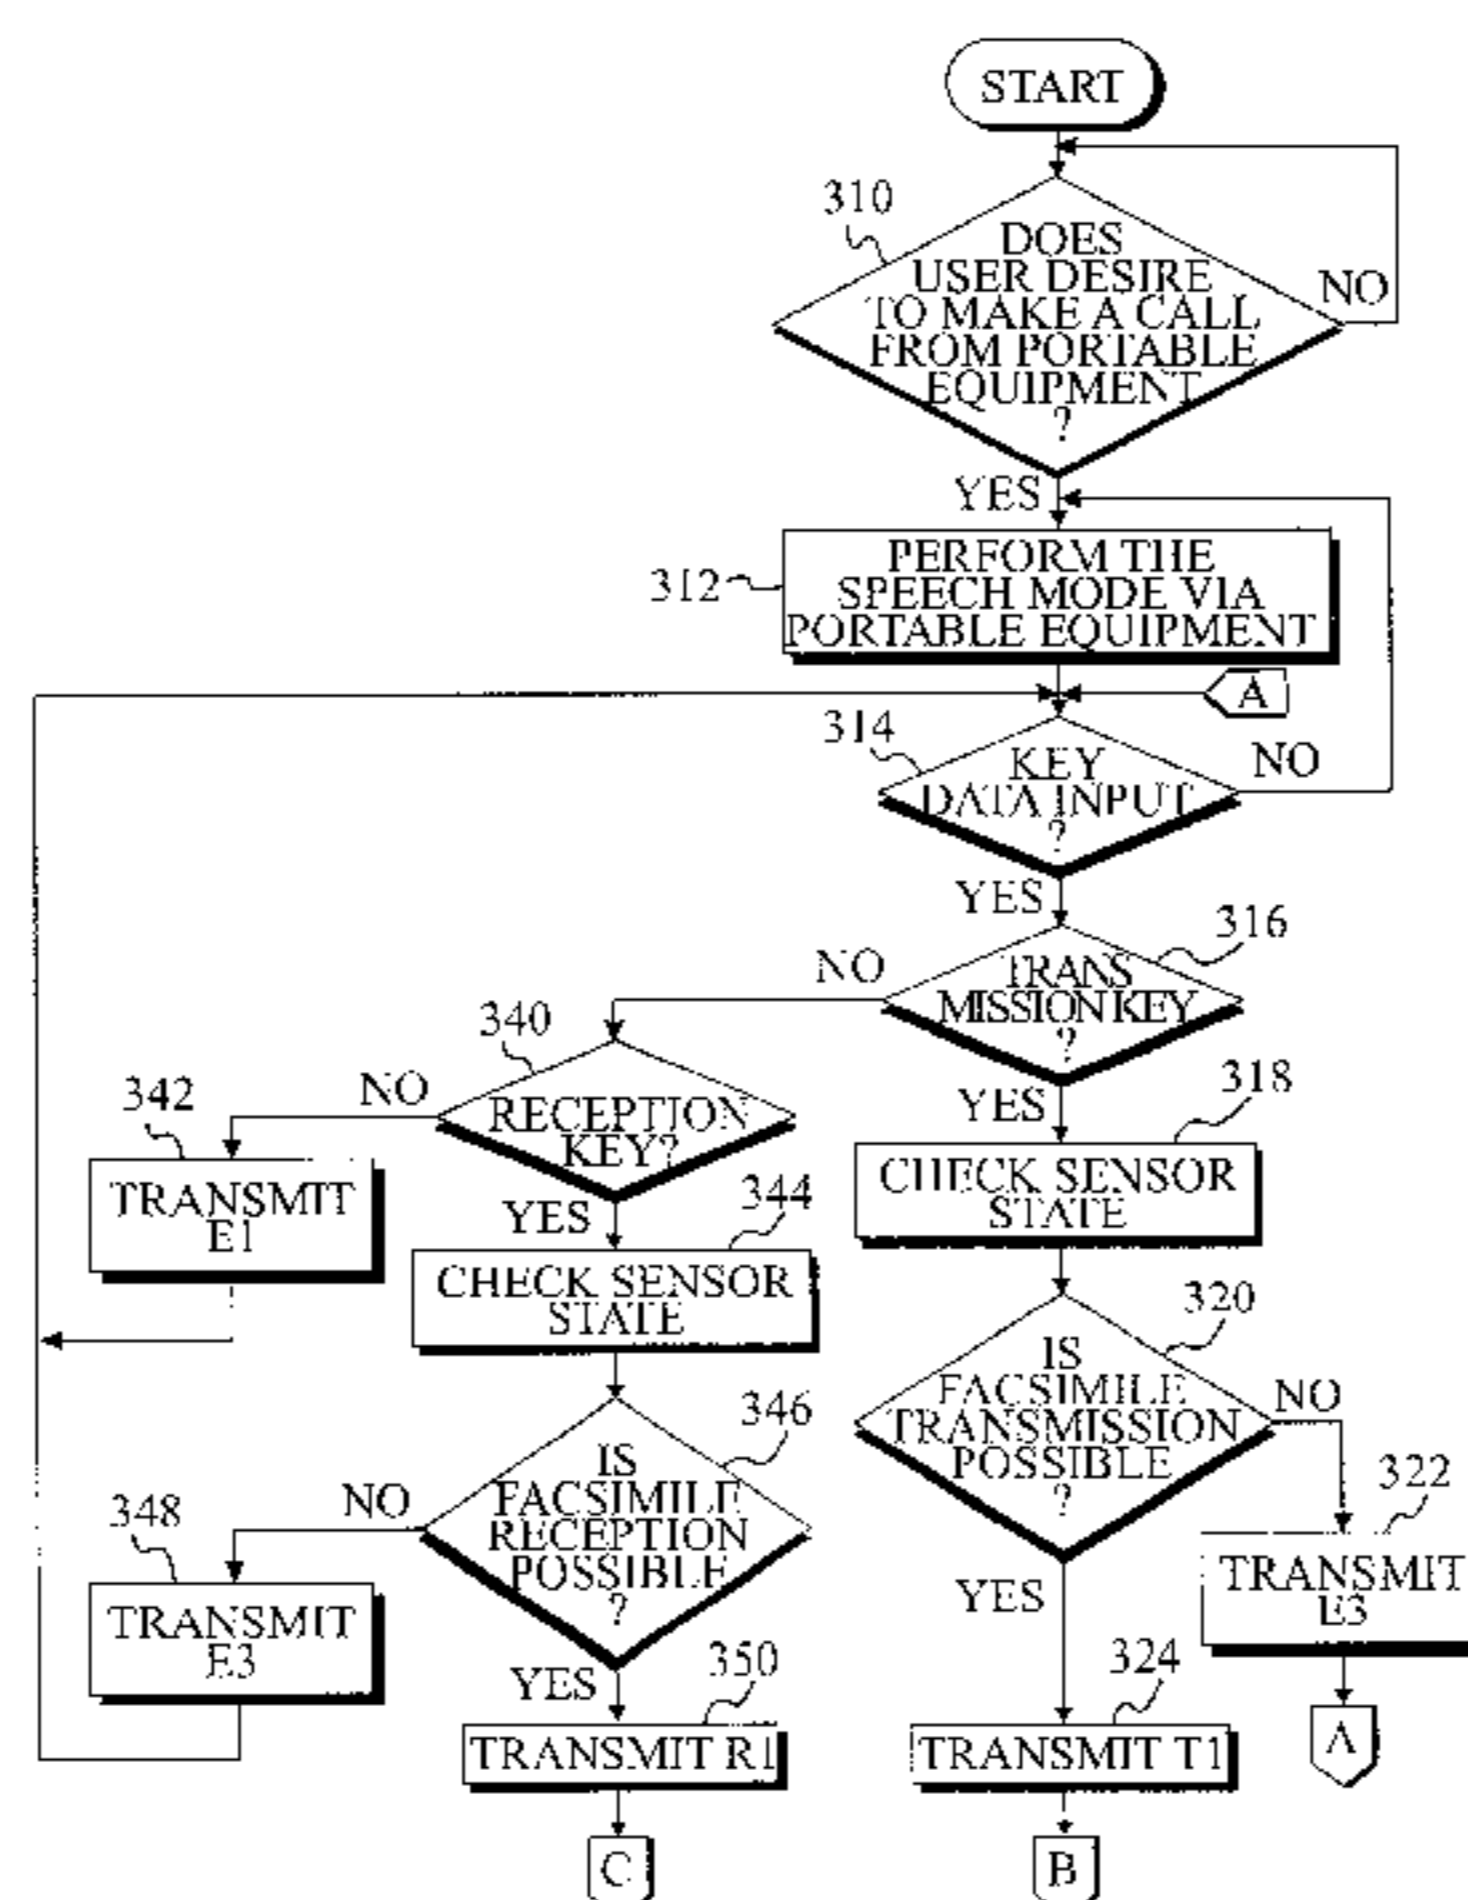 START
310
DOES
USER DESIRE
TO MAKE A CALL
FROM PORTABLE
EQUIPMENT
?
NO
YES
312
PERFORM THE
SPEECH MODE VIA
PORTABLE EQUIPMENT
A
314
KEY
DATA INPUT
?
NO
YES
316
TRANS
MISSION KEY
?
NO
YES
340
RECEPTION
KEY?
NO
YES
342
TRANSMIT
E1
318
CHECK SENSOR
STATE
344
CHECK SENSOR
STATE
320
IS
FACSIMILE
TRANSMISSION
POSSIBLE
?
NO
YES
346
IS
FACSIMILE
RECEPTION
POSSIBLE
?
NO
YES
322
TRANSMIT
E3
A
348
TRANSMIT
E3
350
TRANSMIT R1
C
324
TRANSMIT T1
B